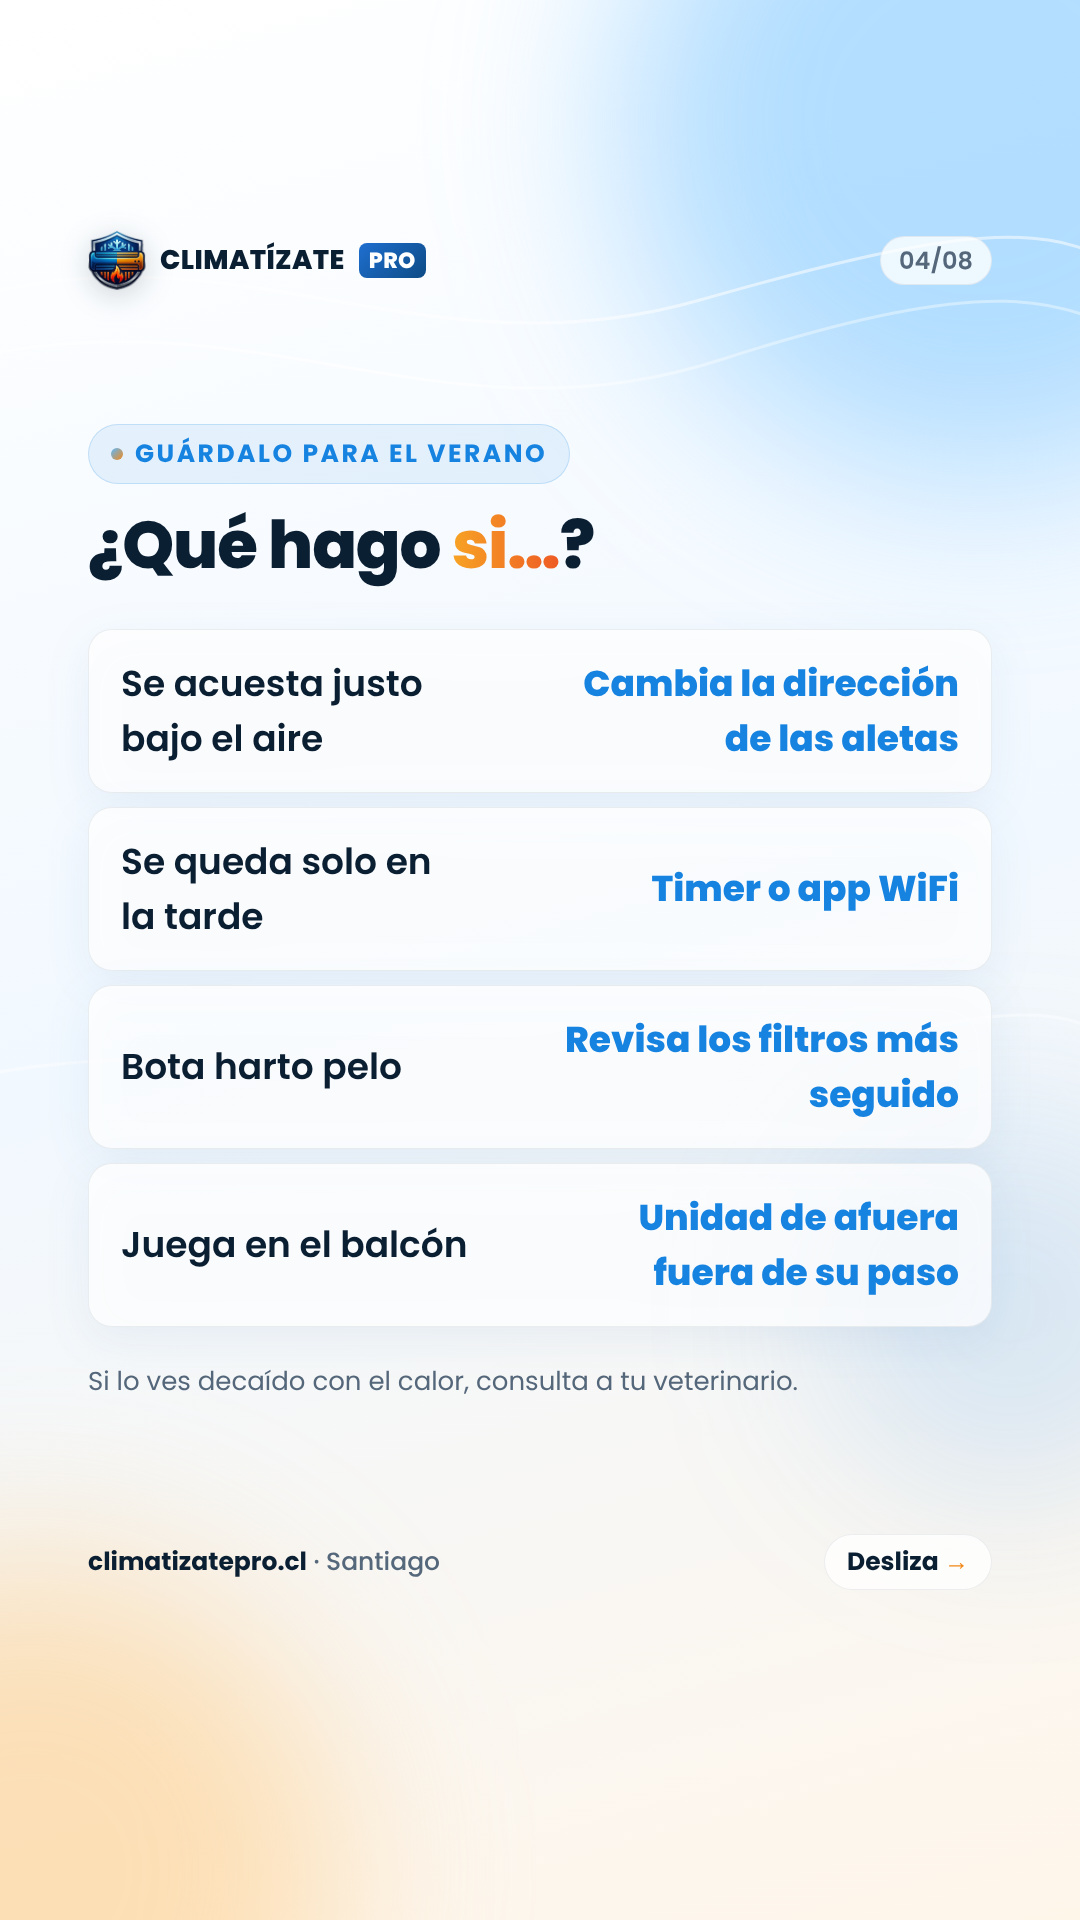 CLIMATÍZATE PRO
04/08
GUÁRDALO PARA EL VERANO
¿Qué hago si...?
Se acuesta justo
bajo el aire
Cambia la dirección
de las aletas
Se queda solo en
la tarde
Timer o app WiFi
Bota harto pelo
Revisa los filtros más
seguido
Juega en el balcón
Unidad de afuera
fuera de su paso
Si lo ves decaído con el calor, consulta a tu veterinario.
climatizatepro.cl · Santiago
Desliza →